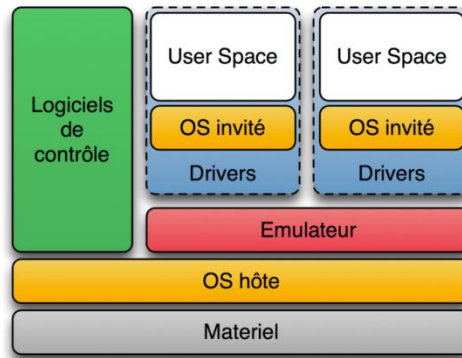 Logiciels
de
contrôle
User Space
OS invité
Drivers
User Space
OS invité
Drivers
Emulateur
OS hôte
Materiel